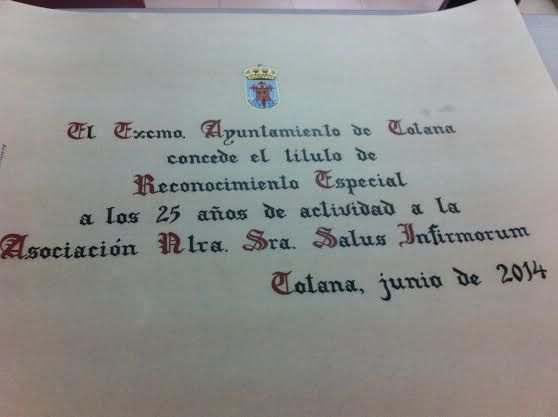 El Excmo. Ayuntamiento de Totana
concede el titulo de
Reconocimiento Especial
a los 25 años de actividad a la
Asociación Ntra. Sra. Salus Infirmorum
Totana, junio de 2014